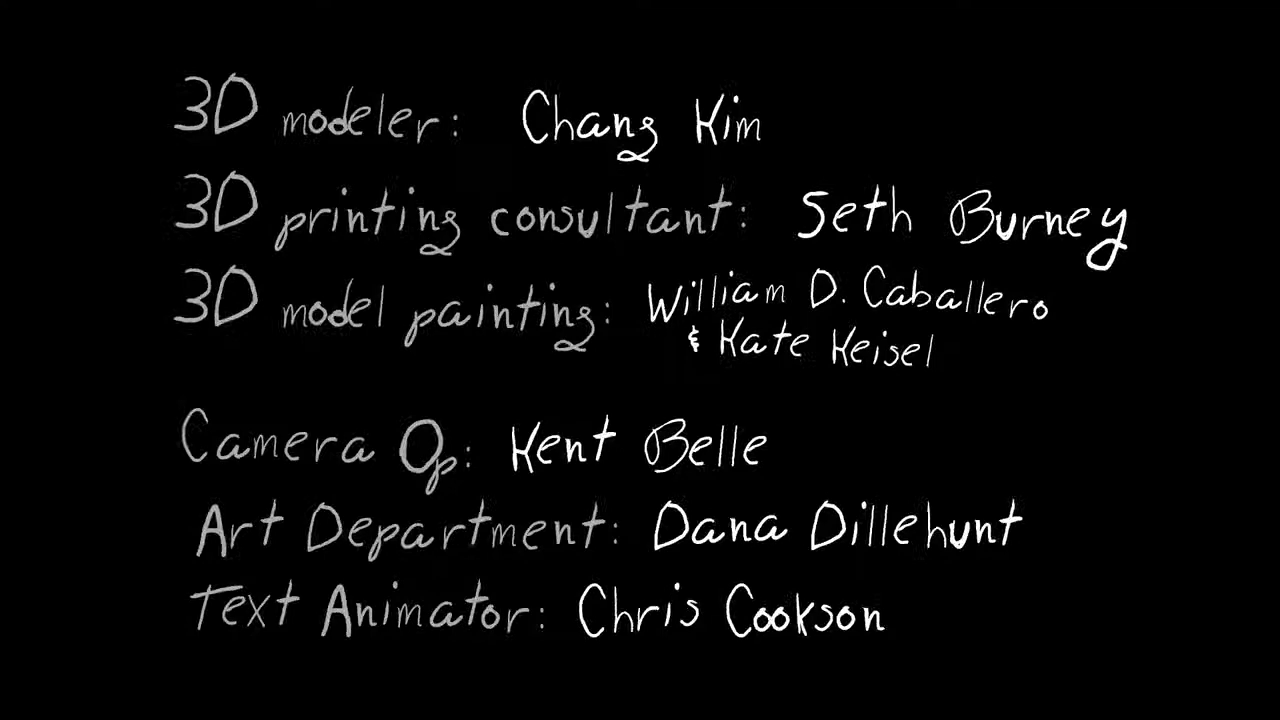 3D modeler: Chang Kim
3D printing consultant: Seth Burney
3D model painting: William D. Caballero
& Kate Keisel
Camera Op: Kent Belle
Art Department: Dana Dillehunt
Text Animator: Chris Cookson